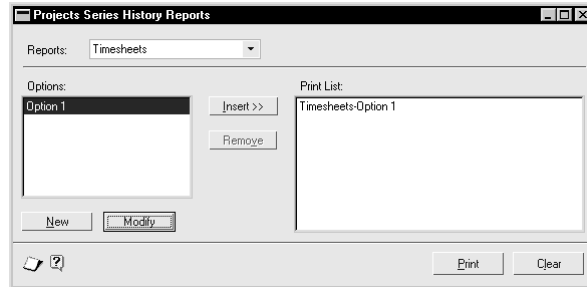 Projects Series History Reports
Reports: Timesheets
Options:
Print List:
Option 1
Insert >>
Timesheets-Option 1
Remove
New
Modify
Print
Clear